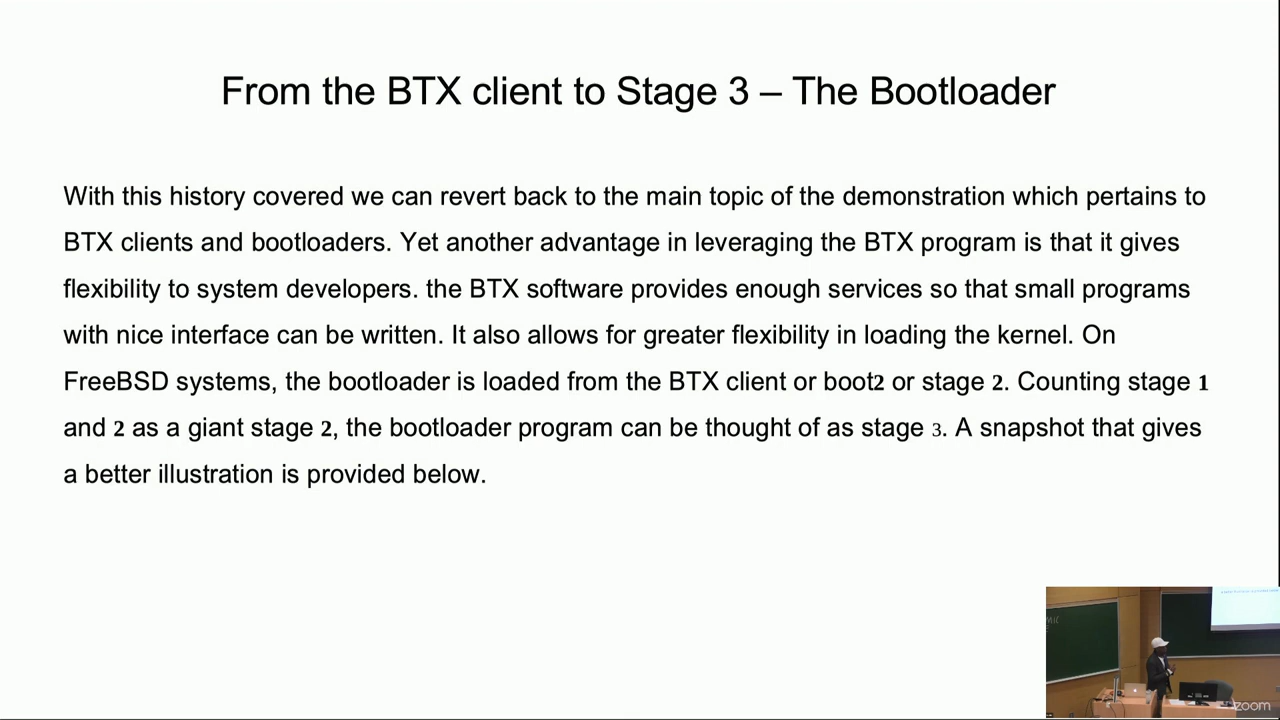 From the BTX client to Stage 3 – The Bootloader
With this history covered we can revert back to the main topic of the demonstration which pertains to
BTX clients and bootloaders. Yet another advantage in leveraging the BTX program is that it gives
flexibility to system developers. the BTX software provides enough services so that small programs
with nice interface can be written. It also allows for greater flexibility in loading the kernel. On
FreeBSD systems, the bootloader is loaded from the BTX client or boot2 or stage 2. Counting stage 1
and 2 as a giant stage 2, the bootloader program can be thought of as stage 3. A snapshot that gives
a better illustration is provided below.
zoom